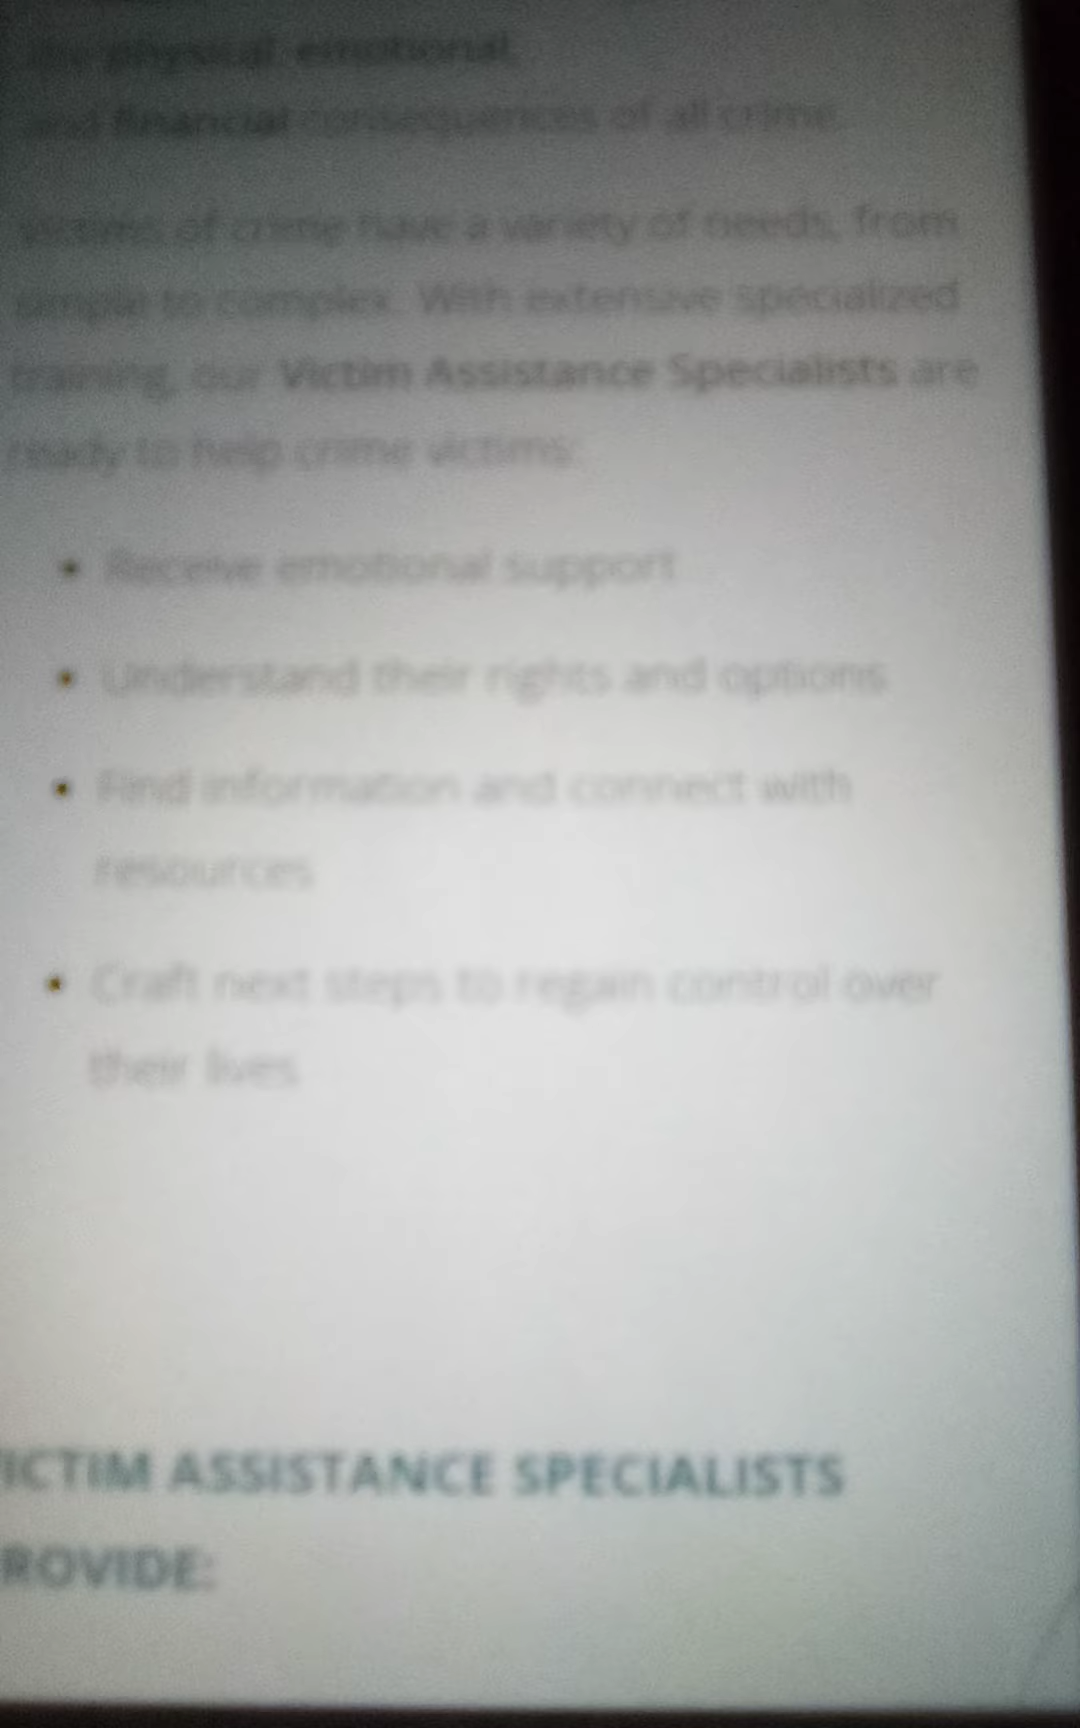 the physical, emotional,
and financial consequences of all crime.
Victims of crime have a variety of needs, from
simple to complex. With extensive specialized
training, our Victim Assistance Specialists are
ready to help crime victims:
• Receive emotional support
• Understand their rights and options
• Find information and connect with
resources
• Craft next steps to regain control over
their lives
ICTIM ASSISTANCE SPECIALISTS
ROVIDE: